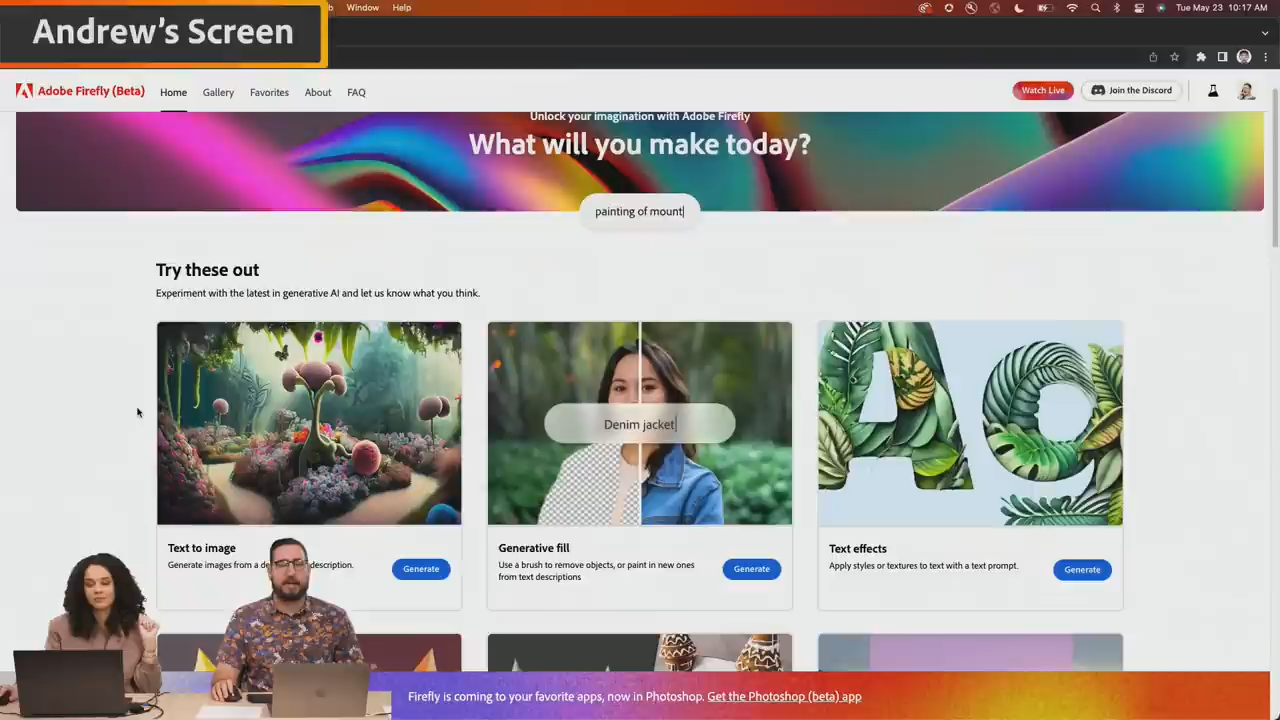 Andrew's Screen
b Window Help
Tue May 23 10:17 AM
Adobe Firefly (Beta)
Home
Gallery
Favorites
About
FAQ
Watch Live
Join the Discord
Unlock your imagination with Adobe Firefly
What will you make today?
painting of mount
Try these out
Experiment with the latest in generative AI and let us know what you think.
Denim jacket
Ag
Text to image
Generate images from a de description.
Generate
Generative fill
Use a brush to remove objects, or paint in new ones
from text descriptions
Generate
Text effects
Apply styles or textures to text with a text prompt.
Generate
Firefly is coming to your favorite apps, now in Photoshop. Get the Photoshop (beta) app